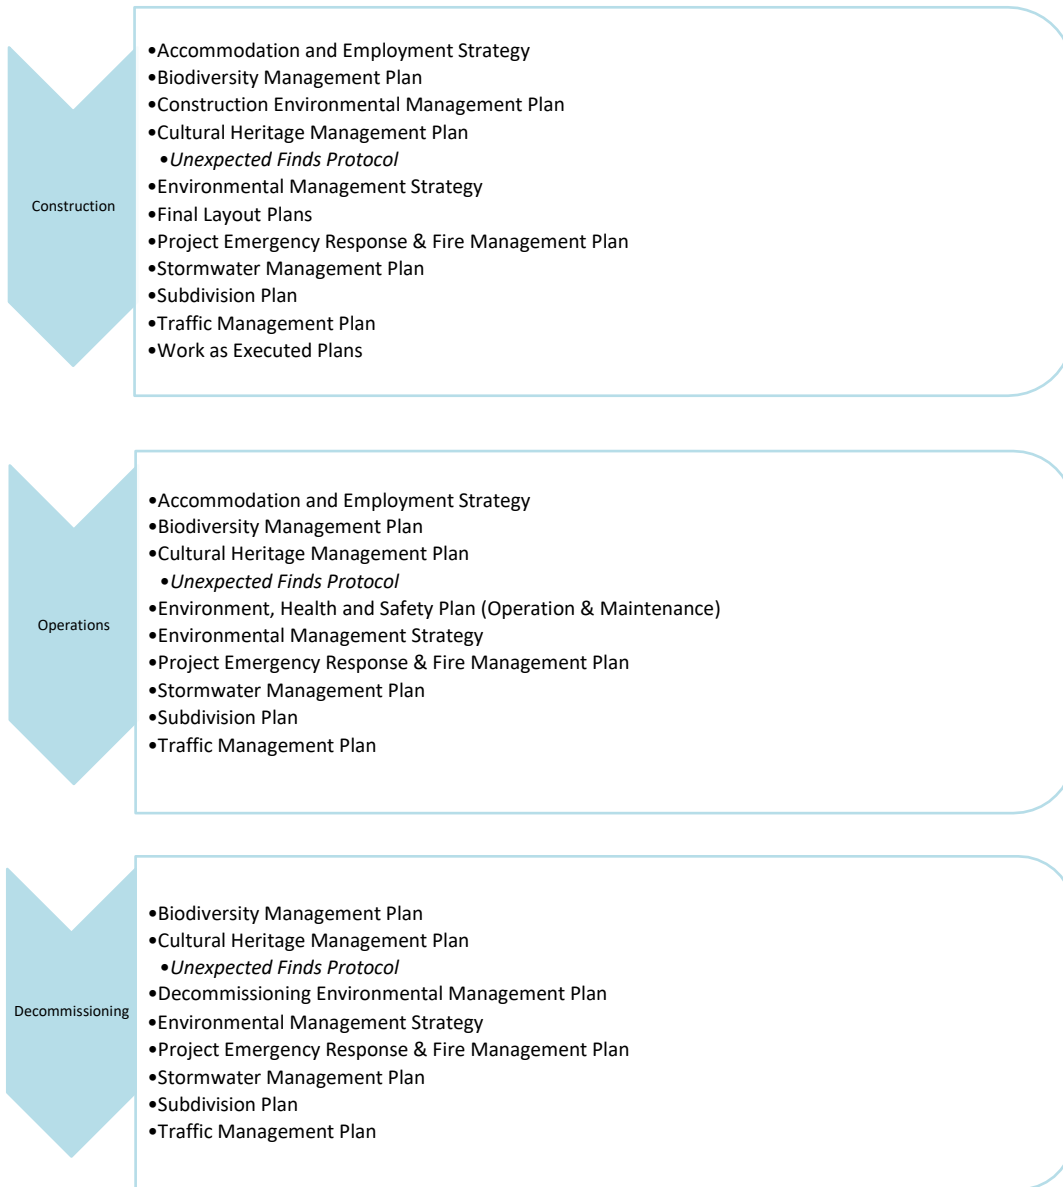 Construction
•Accommodation and Employment Strategy
•Biodiversity Management Plan
•Construction Environmental Management Plan
•Cultural Heritage Management Plan
•Unexpected Finds Protocol
•Environmental Management Strategy
•Final Layout Plans
•Project Emergency Response & Fire Management Plan
•Stormwater Management Plan
•Subdivision Plan
•Traffic Management Plan
•Work as Executed Plans
Operations
•Accommodation and Employment Strategy
•Biodiversity Management Plan
•Cultural Heritage Management Plan
•Unexpected Finds Protocol
•Environment, Health and Safety Plan (Operation & Maintenance)
•Environmental Management Strategy
•Project Emergency Response & Fire Management Plan
•Stormwater Management Plan
•Subdivision Plan
•Traffic Management Plan
Decommissioning
•Biodiversity Management Plan
•Cultural Heritage Management Plan
•Unexpected Finds Protocol
•Decommissioning Environmental Management Plan
•Environmental Management Strategy
•Project Emergency Response & Fire Management Plan
•Stormwater Management Plan
•Subdivision Plan
•Traffic Management Plan